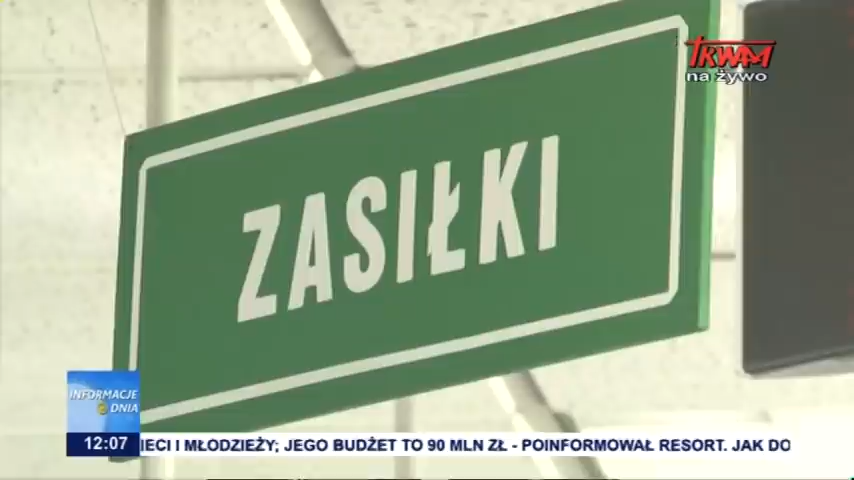 TRWAM
na żywo
ZASIŁKI
INFORMACJE
DNIA
12:07
IECI I MŁODZIEŻY; JEGO BUDŻET TO 90 MLN ZŁ - POINFORMOWAŁ RESORT. JAK DO